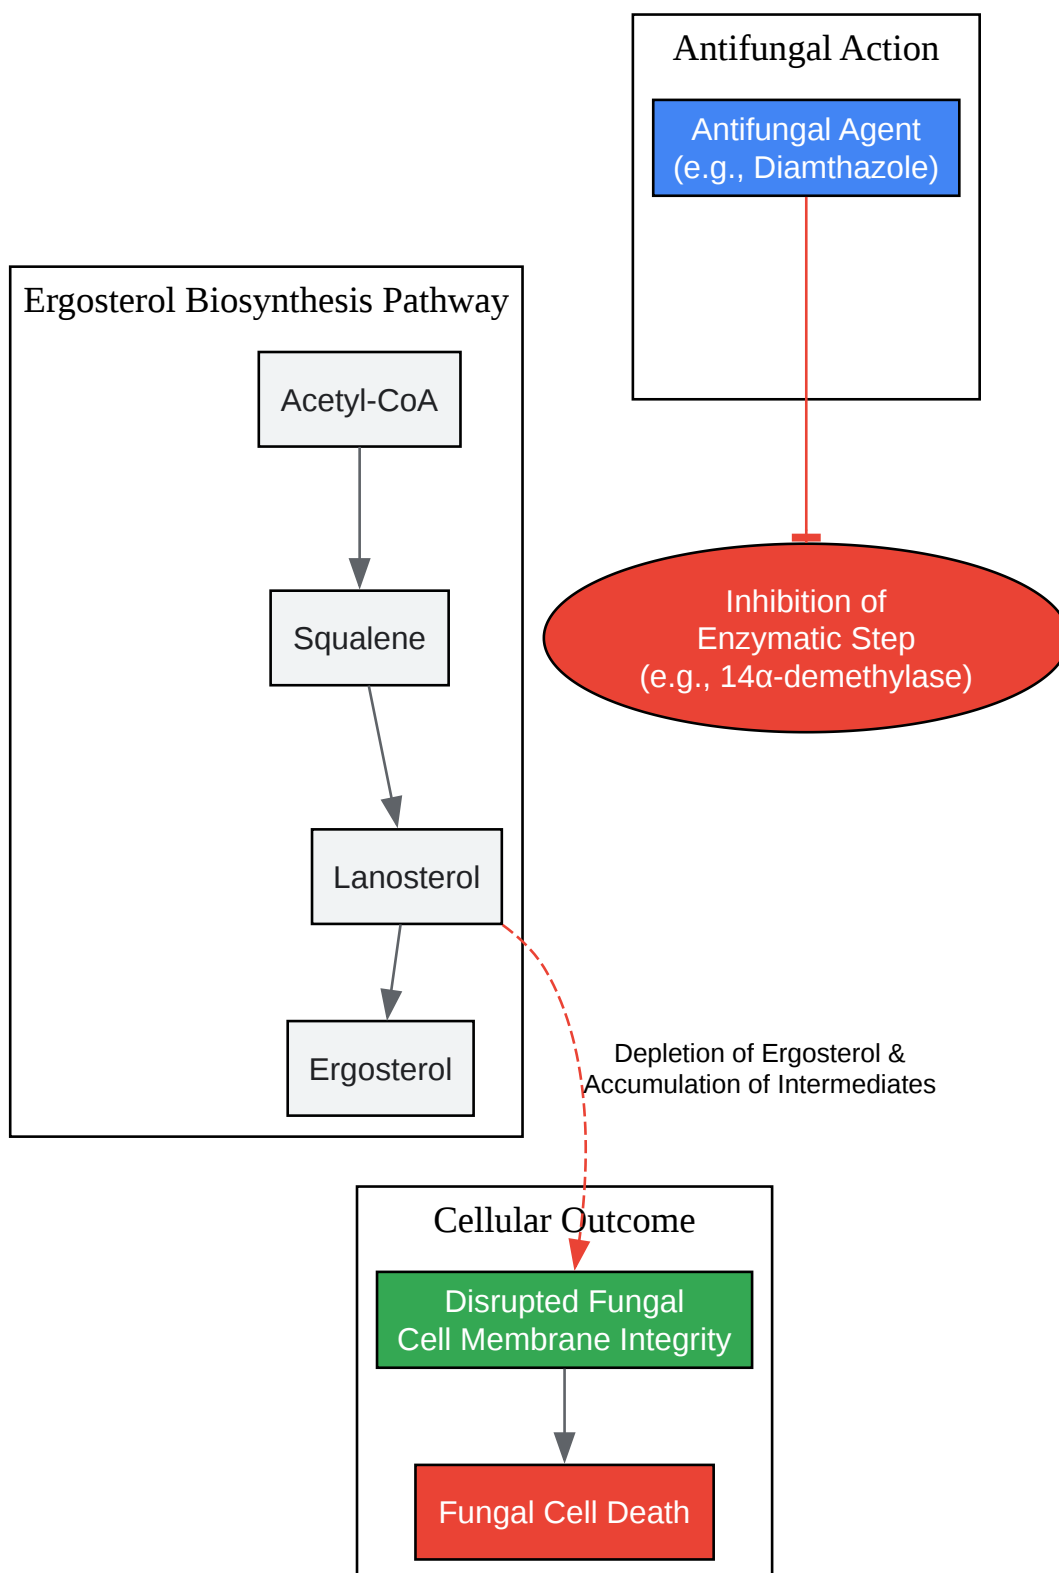 Antifungal Action
Antifungal Agent
(e.g., Diamthazole)
Ergosterol Biosynthesis Pathway
Acetyl-CoA
Squalene
Inhibition of
Enzymatic Step
(e.g., 14α-demethylase)
Lanosterol
Ergosterol
Depletion of Ergosterol &
Accumulation of Intermediates
Cellular Outcome
Disrupted Fungal
Cell Membrane Integrity
Fungal Cell Death